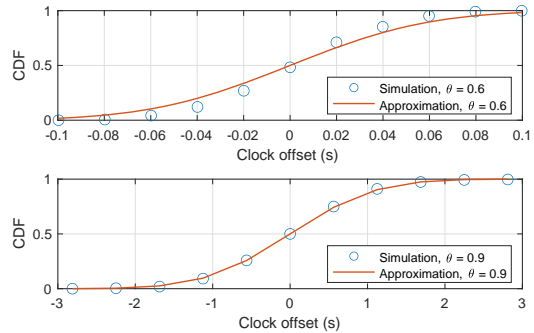 1
CDF
0.5
0
-0.1 -0.08 -0.06 -0.04 -0.02 0 0.02 0.04 0.06 0.08 0.1
Simulation, θ = 0.6
Approximation, θ = 0.6
Clock offset (s)
1
CDF
0.5
0
-3 -2 -1 0 1 2 3
Simulation, θ = 0.9
Approximation, θ = 0.9
Clock offset (s)